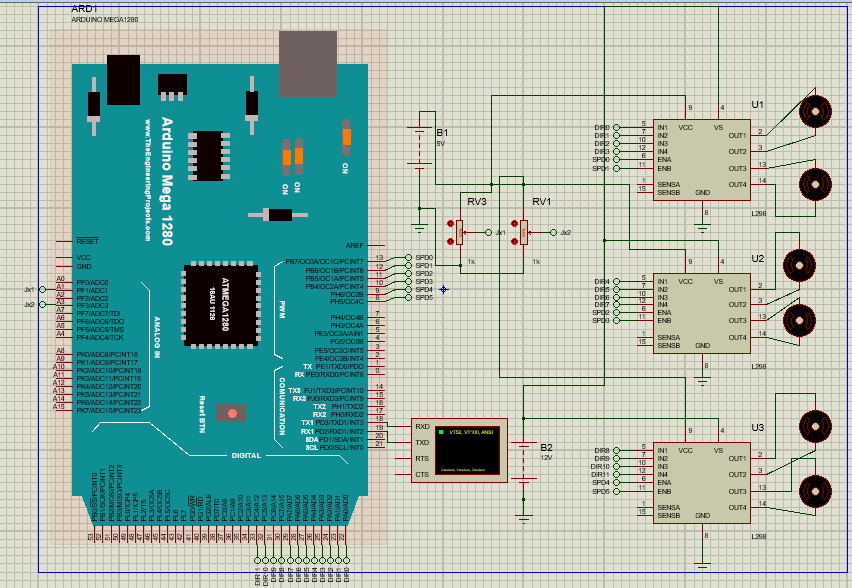 ARD1
ARDUINO MEGA1280
Arduino Mega 1280
www.TheEngineeringProjects.com
ON
ON
ON
RESET
VCC
GND
AREF
ATMEGA1280
16AU 1126
ANALOG IN
PWM
COMUNICATION
Reset BTN
DIGITAL
Jx1
Jx2
A0
A1
A2
A3
A7
A6
A5
A4
A8
A9
A10
A11
A12
A13
A14
A15
PF0/ADC0
PF1/ADC1
PF2/ADC2
PF3/ADC3
PF7/ADC7/TDI
PF6/ADC6/TDO
PF5/ADC5/TMS
PF4/ADC4/TCK
PK0/ADC8/PCINT16
PK1/ADC9/PCINT17
PK2/ADC10/PCINT18
PK3/ADC11/PCINT19
PK4/ADC12/PCINT20
PK5/ADC13/PCINT21
PK6/ADC14/PCINT22
PK7/ADC15/PCINT23
PB7/OC0A/OC1C/PCINT7 13 SPD0
PB6/OC1B/PCINT6 12 SPD1
PB5/OC1A/PCINT5 11 SPD2
PB4/OC2A/PCINT4 10 SPD3
PH6/OC2B 9 SPD4
PH5/OC4C 8 SPD5
PH4/OC4B 7
PH3/OC4A 6
PE3/OC3A/AIN1 5
PG5/OC0B 4
PE5/OC3C/INT5 3
PE4/OC3B/INT4 2
TX PE1/TXD0/PDO 1
RX PE0/RXD0/PCINT8 0
TX3 PJ1/TXD3/PCINT10 14
RX3 PJ0/RXD3/PCINT9 15
TX2 PH1/TXD2 16
RX2 PH0/RXD2 17
TX1 PD3/TXD1/INT3 18
RX1 PD2/RXD1/INT2 19
SDA PD1/SDA/INT1 20
SCL PD0/SCL/INT0 21
B1
5V
RV3
Jx1
1k
RV1
Jx2
1k
RXD
TXD
RTS
CTS
VT52, VT100, ANSI
B2
12V
U1
DIR0 5 IN1
DIR1 7 IN2
DIR2 10 IN3
DIR3 12 IN4
SPD0 6 ENA
SPD1 11 ENB
1 SENSA
15 SENSB
9 VCC
4 VS
OUT1 2
OUT2 3
OUT3 13
OUT4 14
GND
8
L298
U2
DIR4 5 IN1
DIR5 7 IN2
DIR6 10 IN3
DIR7 12 IN4
SPD2 6 ENA
SPD3 11 ENB
1 SENSA
15 SENSB
9 VCC
4 VS
OUT1 2
OUT2 3
OUT3 13
OUT4 14
GND
8
L298
U3
DIR8 5 IN1
DIR9 7 IN2
DIR10 10 IN3
DIR11 12 IN4
SPD4 6 ENA
SPD5 11 ENB
1 SENSA
15 SENSB
9 VCC
4 VS
OUT1 2
OUT2 3
OUT3 13
OUT4 14
GND
8
L298